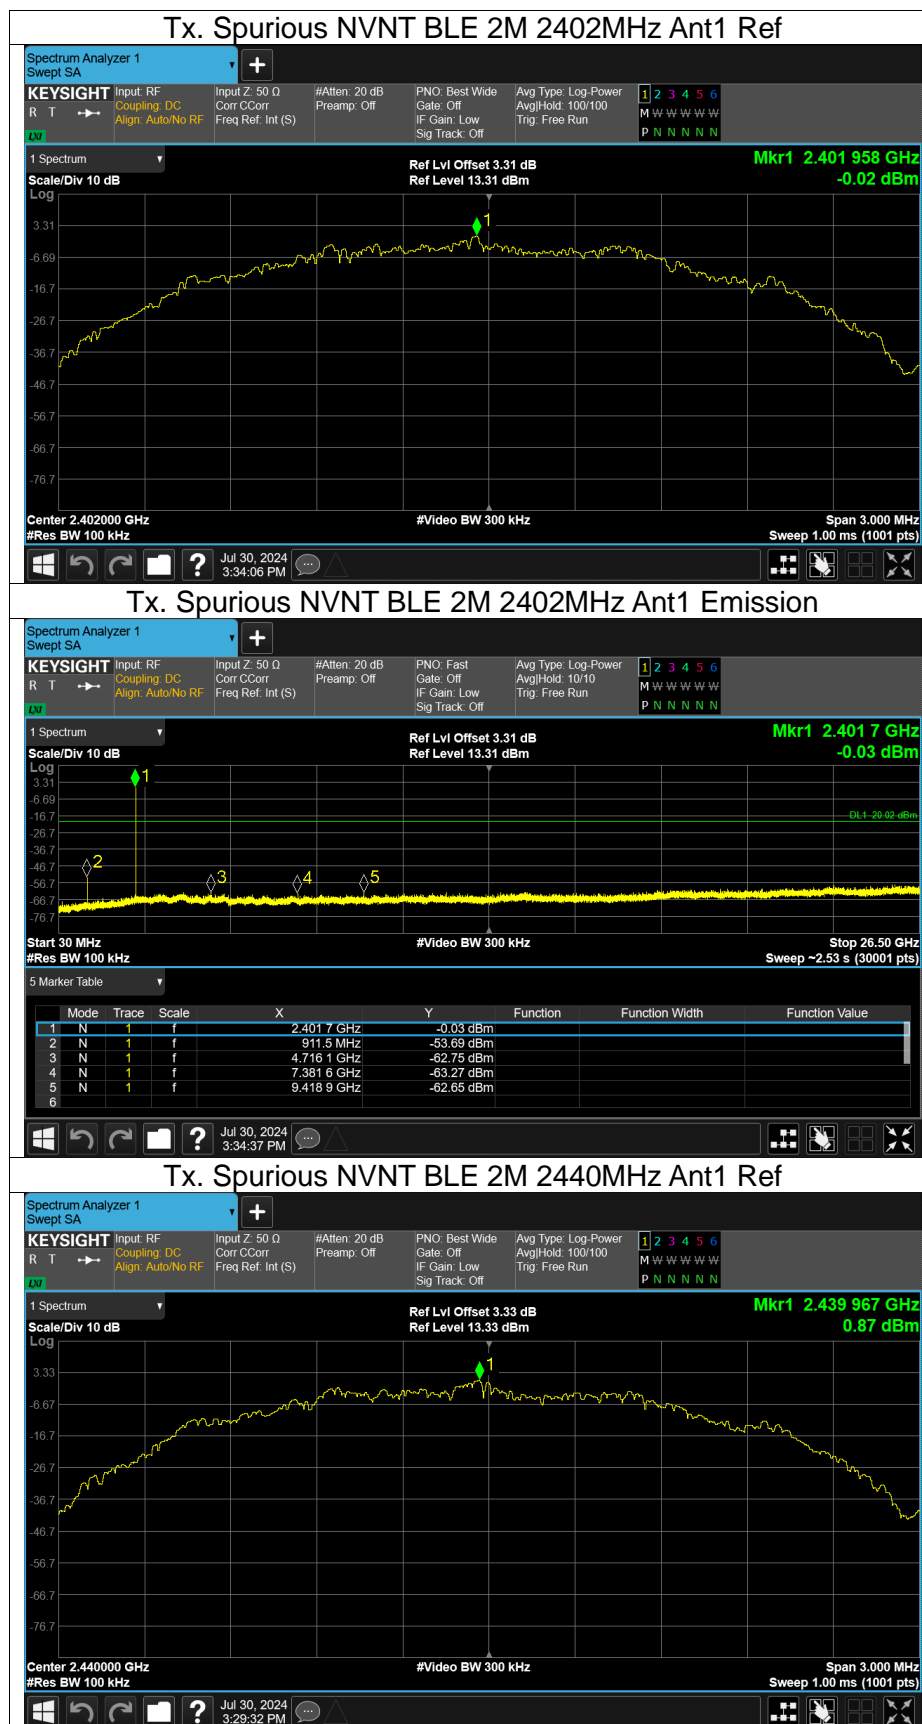 Tx. Spurious NVNT BLE 2M 2402MHz Ant1 Ref
Spectrum Analyzer 1
Swept SA
KEYSIGHT Input: RF Input Z: 50 Ω #Atten: 20 dB PNO: Best Wide Avg Type: Log-Power 1 2 3 4 5 6
R T Coupling: DC Corr CCorr Preamp: Off Gate: Off Avg|Hold: 100/100 M W W W W W
Align: Auto/No RF Freq Ref: Int (S) IF Gain: Low Trig: Free Run
LXI Sig Track: Off P N N N N N
1 Spectrum Ref Lvl Offset 3.31 dB Mkr1 2.401 958 GHz
Scale/Div 10 dB Ref Level 13.31 dBm -0.02 dBm
Log
1
3.31
-6.69
-16.7
-26.7
-36.7
-46.7
-56.7
-66.7
-76.7
Center 2.402000 GHz #Video BW 300 kHz Span 3.000 MHz
#Res BW 100 kHz Sweep 1.00 ms (1001 pts)
? Jul 30, 2024
3:34:06 PM
Tx. Spurious NVNT BLE 2M 2402MHz Ant1 Emission
Spectrum Analyzer 1
Swept SA
KEYSIGHT Input: RF Input Z: 50 Ω #Atten: 20 dB PNO: Fast Avg Type: Log-Power 1 2 3 4 5 6
R T Coupling: DC Corr CCorr Preamp: Off Gate: Off Avg|Hold: 10/10 M W W W W W
Align: Auto/No RF Freq Ref: Int (S) IF Gain: Low Trig: Free Run
LXI Sig Track: Off P N N N N N
1 Spectrum Ref Lvl Offset 3.31 dB Mkr1 2.401 7 GHz
Scale/Div 10 dB Ref Level 13.31 dBm -0.03 dBm
Log
1
3.31
-6.69
-16.7 DL1 -20.02 dBm
-26.7
-36.7
-46.7 2
-56.7 3 4 5
-66.7
-76.7
Start 30 MHz #Video BW 300 kHz Stop 26.50 GHz
#Res BW 100 kHz Sweep ~2.53 s (30001 pts)
5 Marker Table
Mode Trace Scale X Y Function Function Width Function Value
1 N 1 f 2.401 7 GHz -0.03 dBm
2 N 1 f 911.5 MHz -53.69 dBm
3 N 1 f 4.716 1 GHz -62.75 dBm
4 N 1 f 7.381 6 GHz -63.27 dBm
5 N 1 f 9.418 9 GHz -62.65 dBm
6
? Jul 30, 2024
3:34:37 PM
Tx. Spurious NVNT BLE 2M 2440MHz Ant1 Ref
Spectrum Analyzer 1
Swept SA
KEYSIGHT Input: RF Input Z: 50 Ω #Atten: 20 dB PNO: Best Wide Avg Type: Log-Power 1 2 3 4 5 6
R T Coupling: DC Corr CCorr Preamp: Off Gate: Off Avg|Hold: 100/100 M W W W W W
Align: Auto/No RF Freq Ref: Int (S) IF Gain: Low Trig: Free Run
LXI Sig Track: Off P N N N N N
1 Spectrum Ref Lvl Offset 3.33 dB Mkr1 2.439 967 GHz
Scale/Div 10 dB Ref Level 13.33 dBm 0.87 dBm
Log
1
3.33
-6.67
-16.7
-26.7
-36.7
-46.7
-56.7
-66.7
-76.7
Center 2.440000 GHz #Video BW 300 kHz Span 3.000 MHz
#Res BW 100 kHz Sweep 1.00 ms (1001 pts)
? Jul 30, 2024
3:29:32 PM